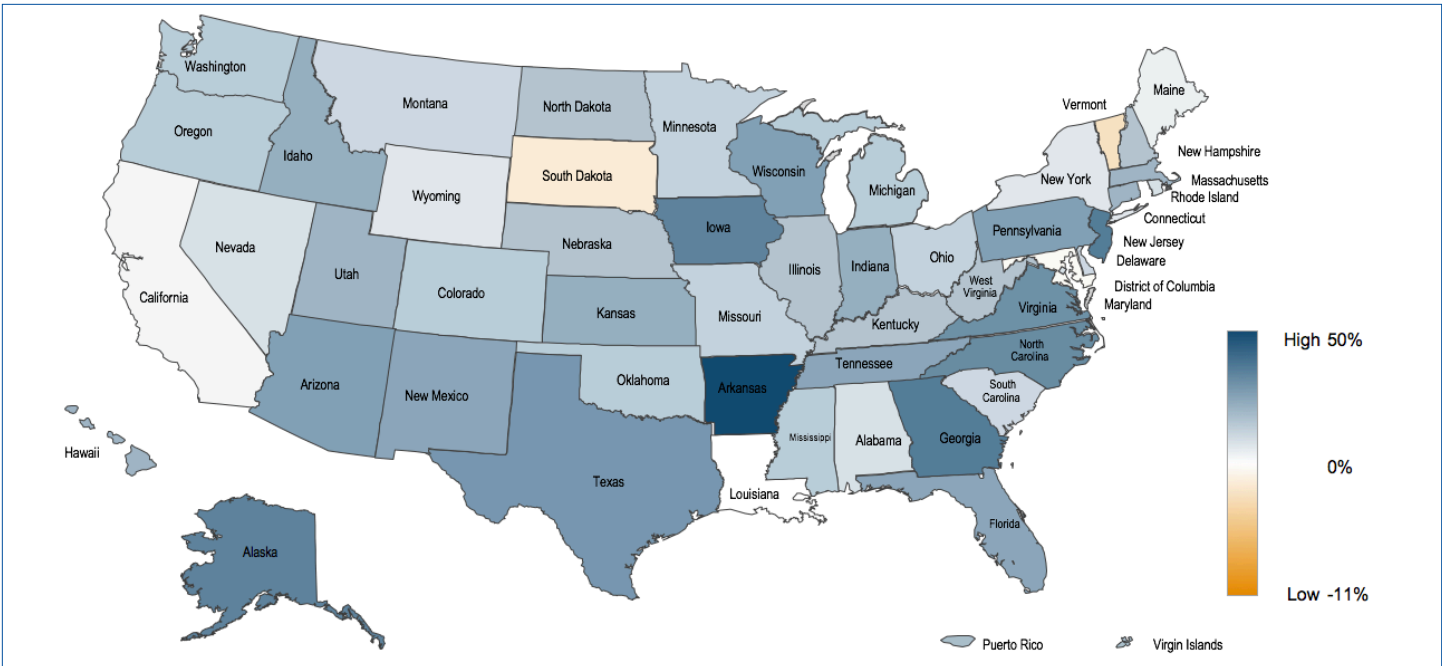 Washington
Montana
North Dakota
Minnesota
Maine
Vermont
Oregon
Idaho
Wisconsin
New Hampshire
South Dakota
New York
Massachusetts
Michigan
Wyoming
Rhode Island
Connecticut
Iowa
Pennsylvania
New Jersey
Nebraska
Nevada
Ohio
Delaware
Illinois
Indiana
Utah
West
Virginia
District of Columbia
Colorado
California
Maryland
Virginia
Kansas
Missouri
Kentucky
High 50%
North
Carolina
Tennessee
Oklahoma
Arizona
South
Carolina
Arkansas
New Mexico
Mississippi
Alabama
Georgia
Hawaii
0%
Texas
Louisiana
Florida
Alaska
Low -11%
Puerto Rico
Virgin Islands